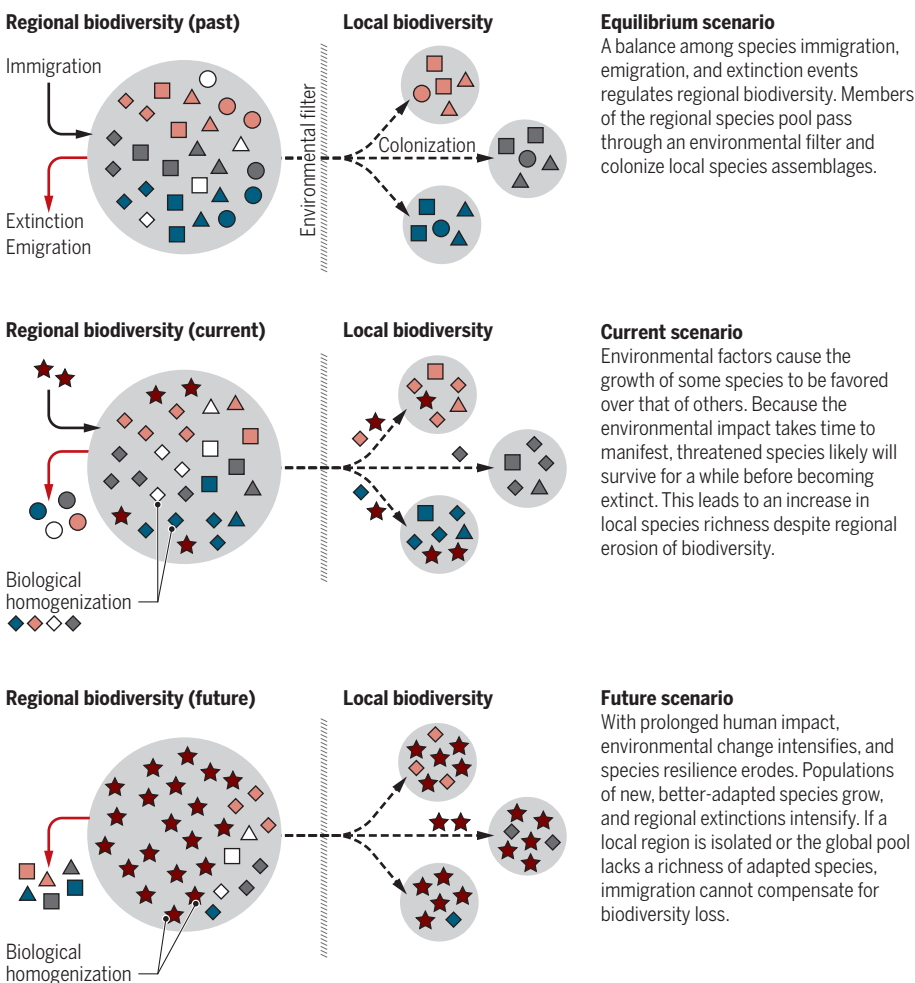 Regional biodiversity (past)
Local biodiversity
Immigration
Extinction
Emigration
Environmental filter
Colonization
Equilibrium scenario
A balance among species immigration,
emigration, and extinction events
regulates regional biodiversity. Members
of the regional species pool pass
through an environmental filter and
colonize local species assemblages.
Regional biodiversity (current)
Local biodiversity
Biological
homogenization
Current scenario
Environmental factors cause the
growth of some species to be favored
over that of others. Because the
environmental impact takes time to
manifest, threatened species likely will
survive for a while before becoming
extinct. This leads to an increase in
local species richness despite regional
erosion of biodiversity.
Regional biodiversity (future)
Local biodiversity
Biological
homogenization
Future scenario
With prolonged human impact,
environmental change intensifies, and
species resilience erodes. Populations
of new, better-adapted species grow,
and regional extinctions intensify. If a
local region is isolated or the global pool
lacks a richness of adapted species,
immigration cannot compensate for
biodiversity loss.